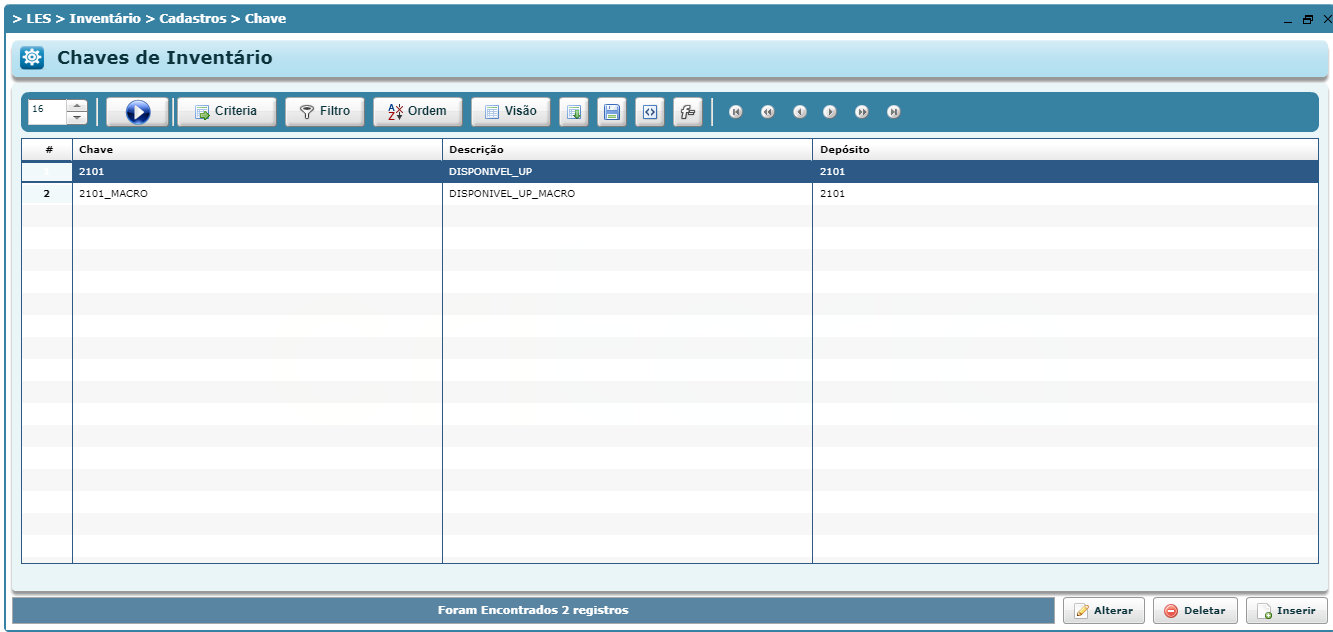 > LES > Inventário > Cadastros > Chave
Chaves de Inventário
16 Criteria Filtro Ordem Visão
# Chave Descrição Depósito
1 2101 DISPONIVEL_UP 2101
2 2101_MACRO DISPONIVEL_UP_MACRO 2101
Foram Encontrados 2 registros Alterar Deletar Inserir